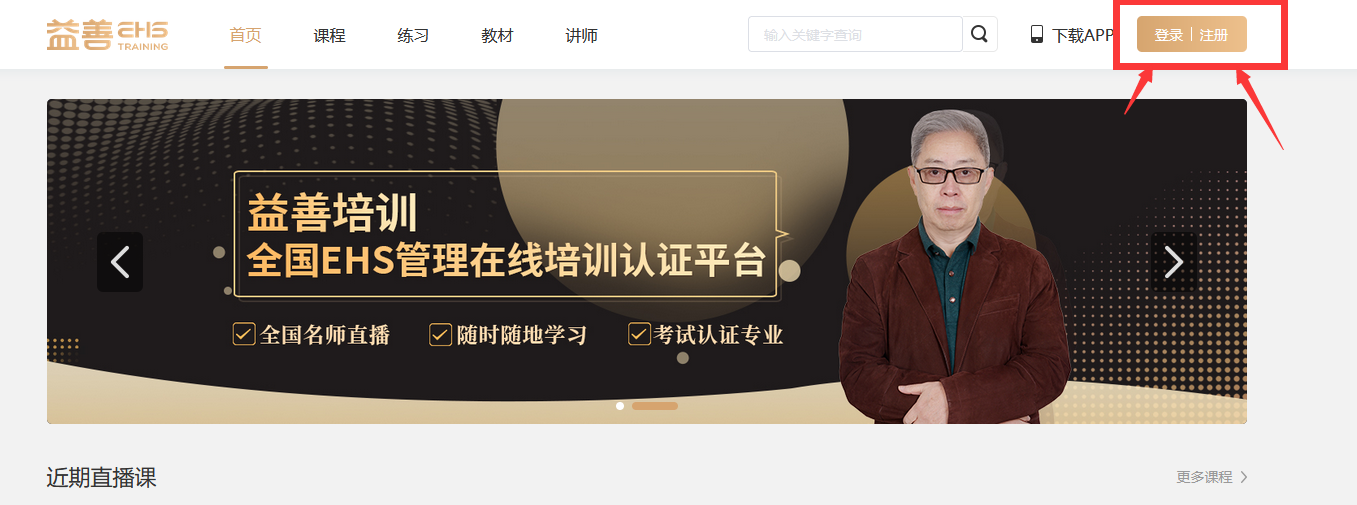 益善 EHS TRAINING
首页 课程 练习 教材 讲师 输入关键字查询 下载APP 登录 | 注册
益善培训
全国EHS管理在线培训认证平台
全国名师直播 随时随地学习 考试认证专业
近期直播课 更多课程